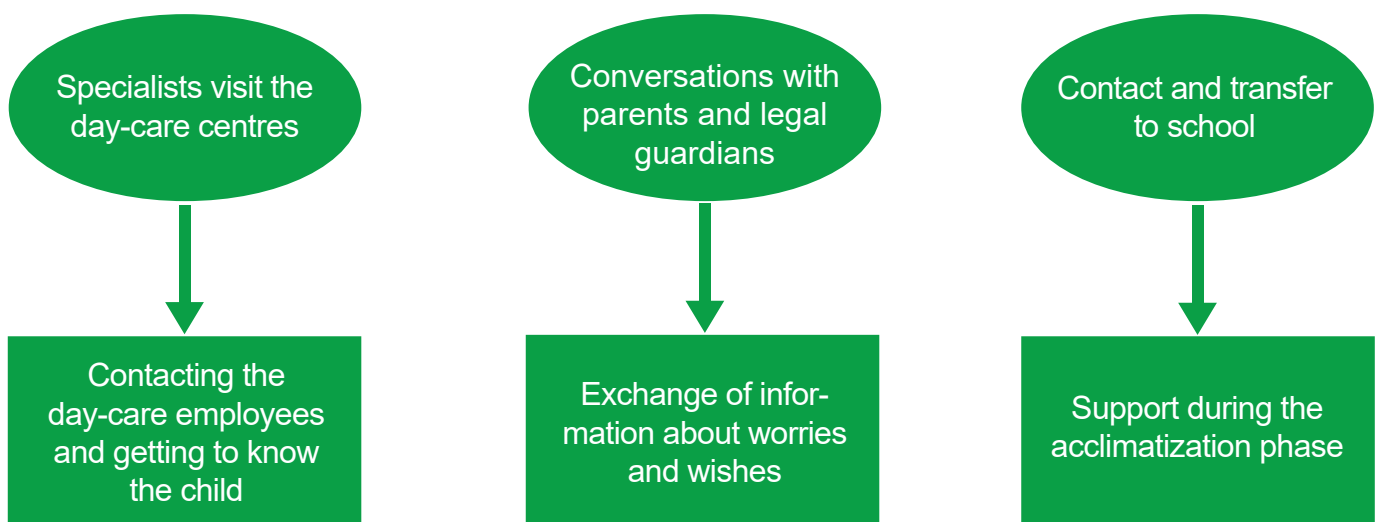 Specialists visit the
day-care centres
Conversations with
parents and legal
guardians
Contact and transfer
to school
Contacting the
day-care employees
and getting to know
the child
Exchange of infor-
mation about worries
and wishes
Support during the
acclimatization phase